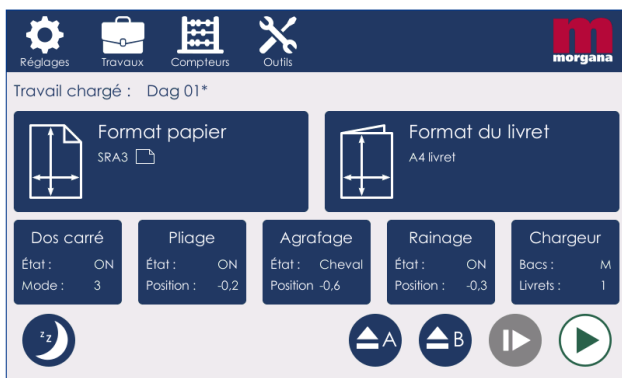 Réglages Travaux Compteurs Outils
m
morgana
Travail chargé : Dag 01*
Format papier
SRA3
Format du livret
A4 livret
Dos carré
État : ON
Mode : 3
Pliage
État : ON
Position : -0,2
Agrafage
État : Cheval
Position -0,6
Rainage
État : ON
Position : -0,3
Chargeur
Bacs : M
Livrets : 1
z z
A
B